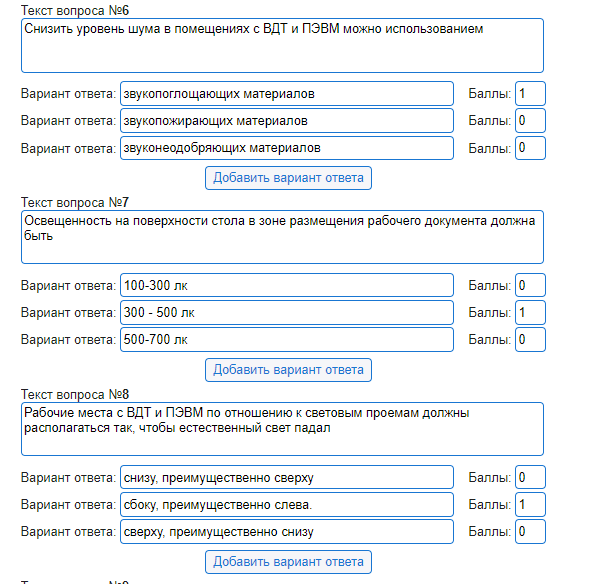 Текст вопроса №6
Снизить уровень шума в помещениях с ВДТ и ПЭВМ можно использованием
Вариант ответа: звукопоглощающих материалов Баллы: 1
Вариант ответа: звукопожирающих материалов Баллы: 0
Вариант ответа: звуконеодобряющих материалов Баллы: 0
Добавить вариант ответа
Текст вопроса №7
Освещенность на поверхности стола в зоне размещения рабочего документа должна
быть
Вариант ответа: 100-300 лк Баллы: 0
Вариант ответа: 300 - 500 лк Баллы: 1
Вариант ответа: 500-700 лк Баллы: 0
Добавить вариант ответа
Текст вопроса №8
Рабочие места с ВДТ и ПЭВМ по отношению к световым проемам должны
располагаться так, чтобы естественный свет падал
Вариант ответа: снизу, преимущественно сверху Баллы: 0
Вариант ответа: сбоку, преимущественно слева. Баллы: 1
Вариант ответа: сверху, преимущественно снизу Баллы: 0
Добавить вариант ответа